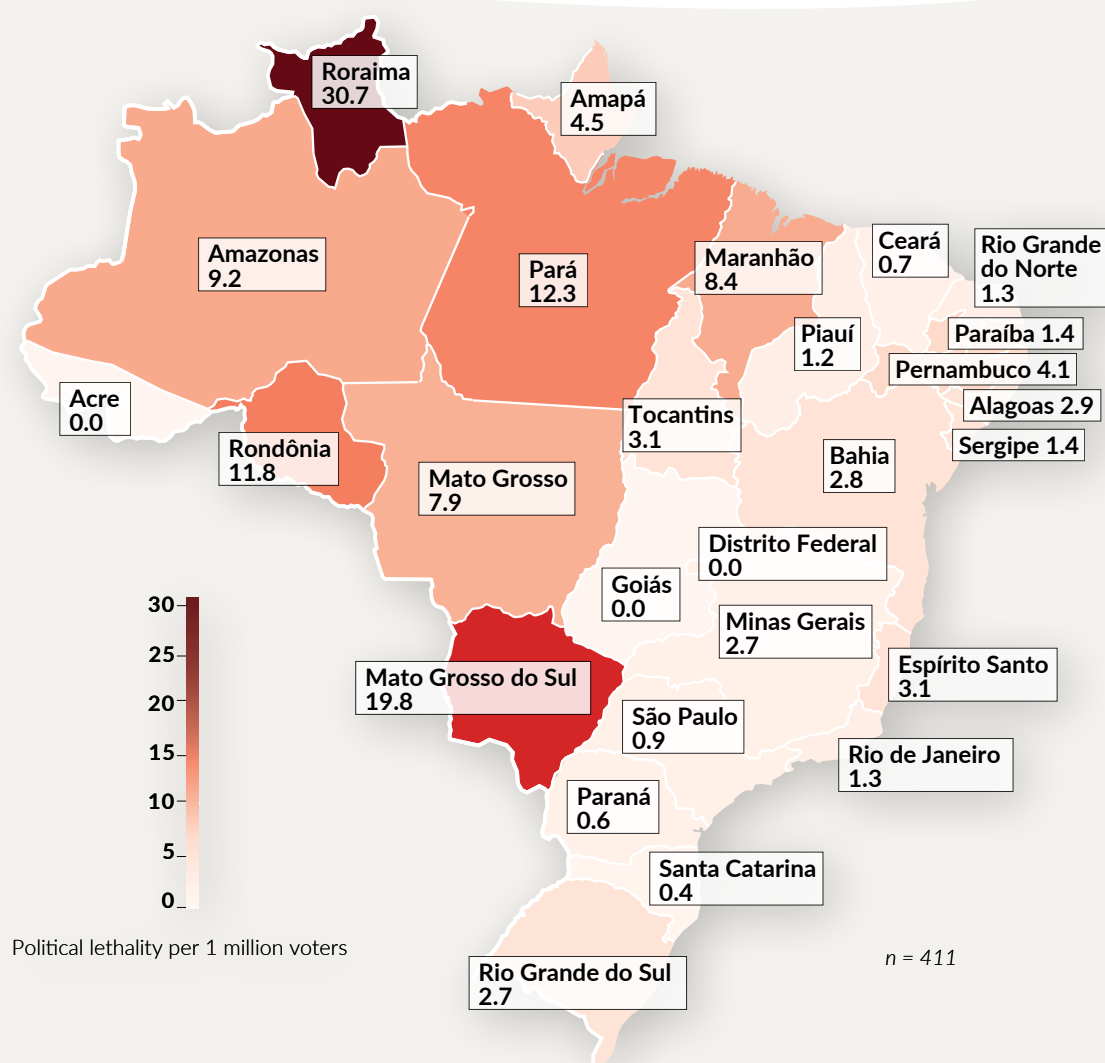 Roraima
30.7
Amapá
4.5
Amazonas
9.2
Pará
12.3
Maranhão
8.4
Ceará
0.7
Rio Grande
do Norte
1.3
Piauí
1.2
Paraíba 1.4
Pernambuco 4.1
Alagoas 2.9
Sergipe 1.4
Acre
0.0
Rondônia
11.8
Tocantins
3.1
Mato Grosso
7.9
Bahia
2.8
Distrito Federal
0.0
Goiás
0.0
Minas Gerais
2.7
Espírito Santo
3.1
Mato Grosso do Sul
19.8
São Paulo
0.9
Rio de Janeiro
1.3
Paraná
0.6
Santa Catarina
0.4
Rio Grande do Sul
2.7
30
25
20
15
10
5
0
Political lethality per 1 million voters
n = 411